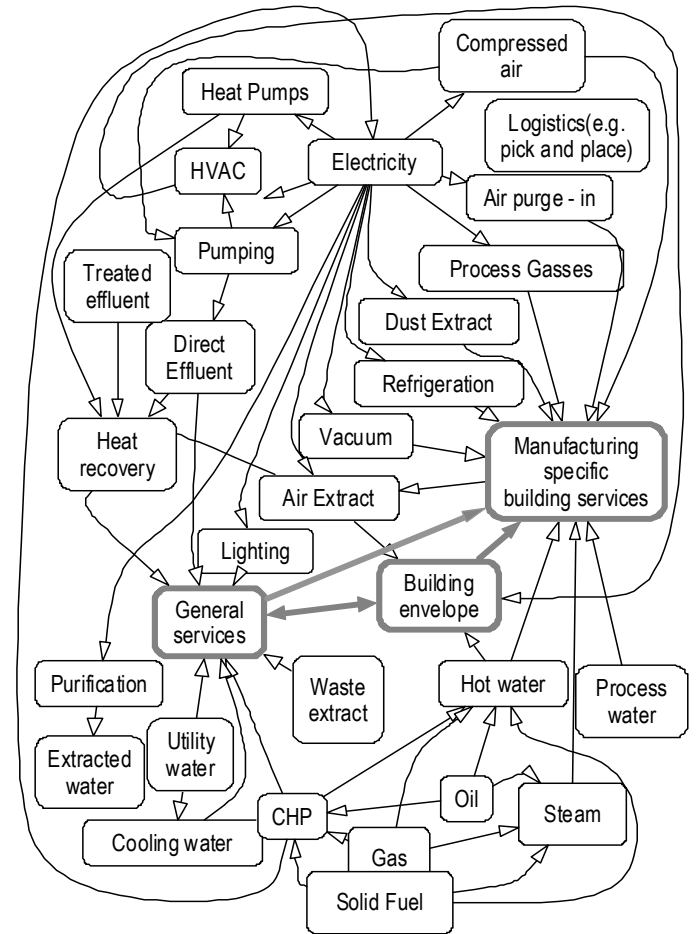 Compressed
air
Heat Pumps
Logistics(e.g.
pick and place)
Electricity
HVAC
Air purge - in
Pumping
Process Gasses
Treated
effluent
Dust Extract
Direct
Effluent
Refrigeration
Vacuum
Heat
recovery
Manufacturing
specific
building services
Air Extract
Lighting
Building
envelope
General
services
Purification
Waste
extract
Hot water
Process
water
Extracted
water
Utility
water
Oil
Steam
CHP
Cooling water
Gas
Solid Fuel